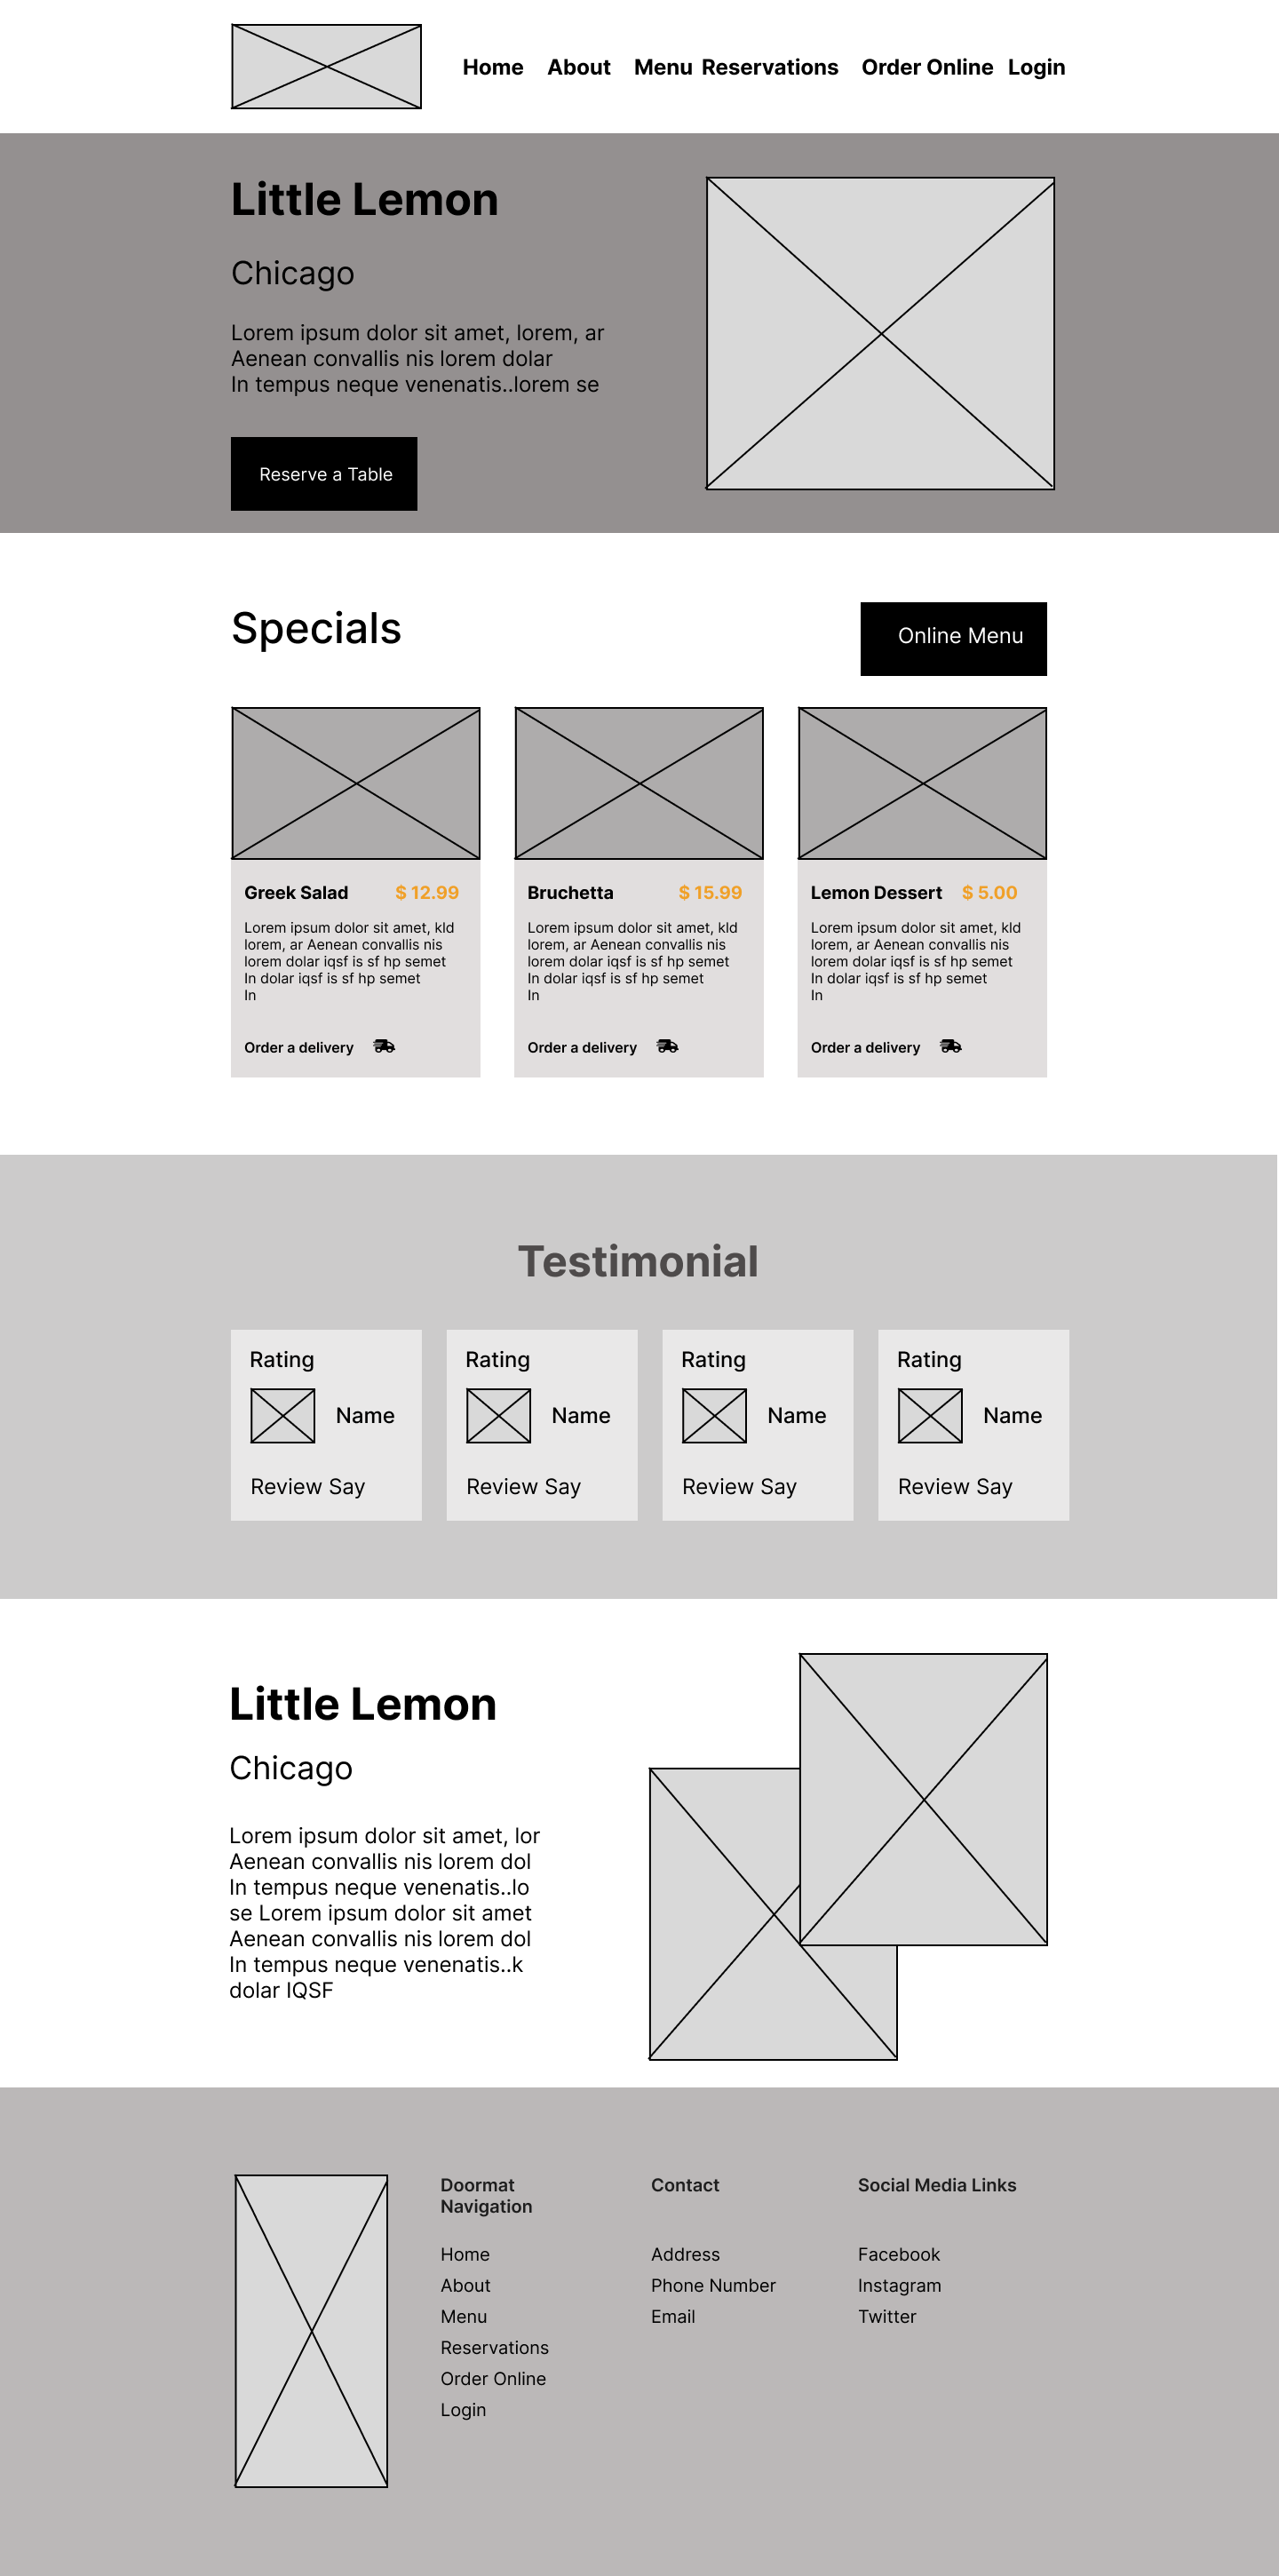 Home About Menu Reservations Order Online Login
Little Lemon
Chicago
Lorem ipsum dolor sit amet, lorem, ar
Aenean convallis nis lorem dolar
In tempus neque venenatis..lorem se
Reserve a Table
Specials
Online Menu
Greek Salad $ 12.99
Lorem ipsum dolor sit amet, kld
lorem, ar Aenean convallis nis
lorem dolar iqsf is sf hp semet
In dolar iqsf is sf hp semet
In
Order a delivery
Bruchetta $ 15.99
Lorem ipsum dolor sit amet, kld
lorem, ar Aenean convallis nis
lorem dolar iqsf is sf hp semet
In dolar iqsf is sf hp semet
In
Order a delivery
Lemon Dessert $ 5.00
Lorem ipsum dolor sit amet, kld
lorem, ar Aenean convallis nis
lorem dolar iqsf is sf hp semet
In dolar iqsf is sf hp semet
In
Order a delivery
Testimonial
Rating
Name
Review Say
Rating
Name
Review Say
Rating
Name
Review Say
Rating
Name
Review Say
Little Lemon
Chicago
Lorem ipsum dolor sit amet, lor
Aenean convallis nis lorem dol
In tempus neque venenatis..lo
se Lorem ipsum dolor sit amet
Aenean convallis nis lorem dol
In tempus neque venenatis..k
dolar IQSF
Doormat
Navigation
Home
About
Menu
Reservations
Order Online
Login
Contact
Address
Phone Number
Email
Social Media Links
Facebook
Instagram
Twitter